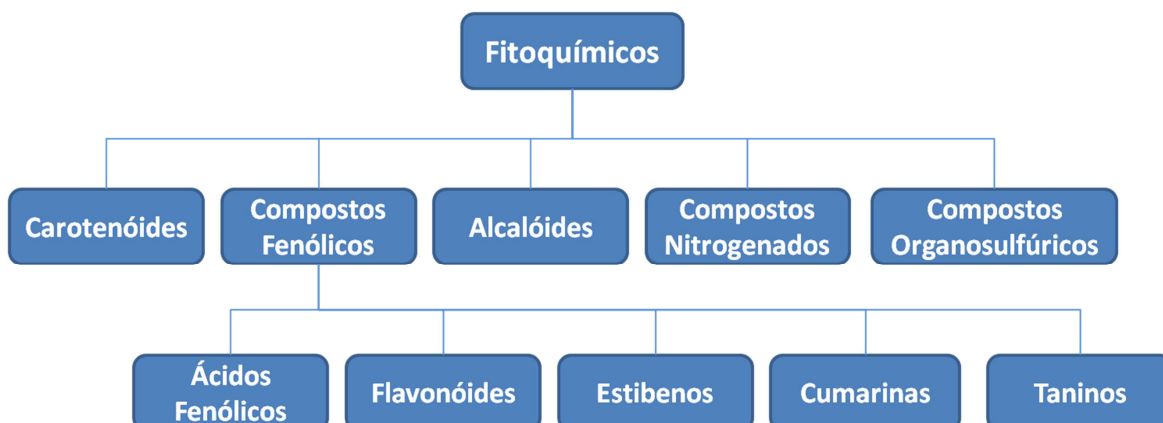 Fitoquímicos
Carotenóides
Compostos
Fenólicos
Alcalóides
Compostos
Nitrogenados
Compostos
Organosulfúricos
Ácidos
Fenólicos
Flavonóides
Estibenos
Cumarinas
Taninos